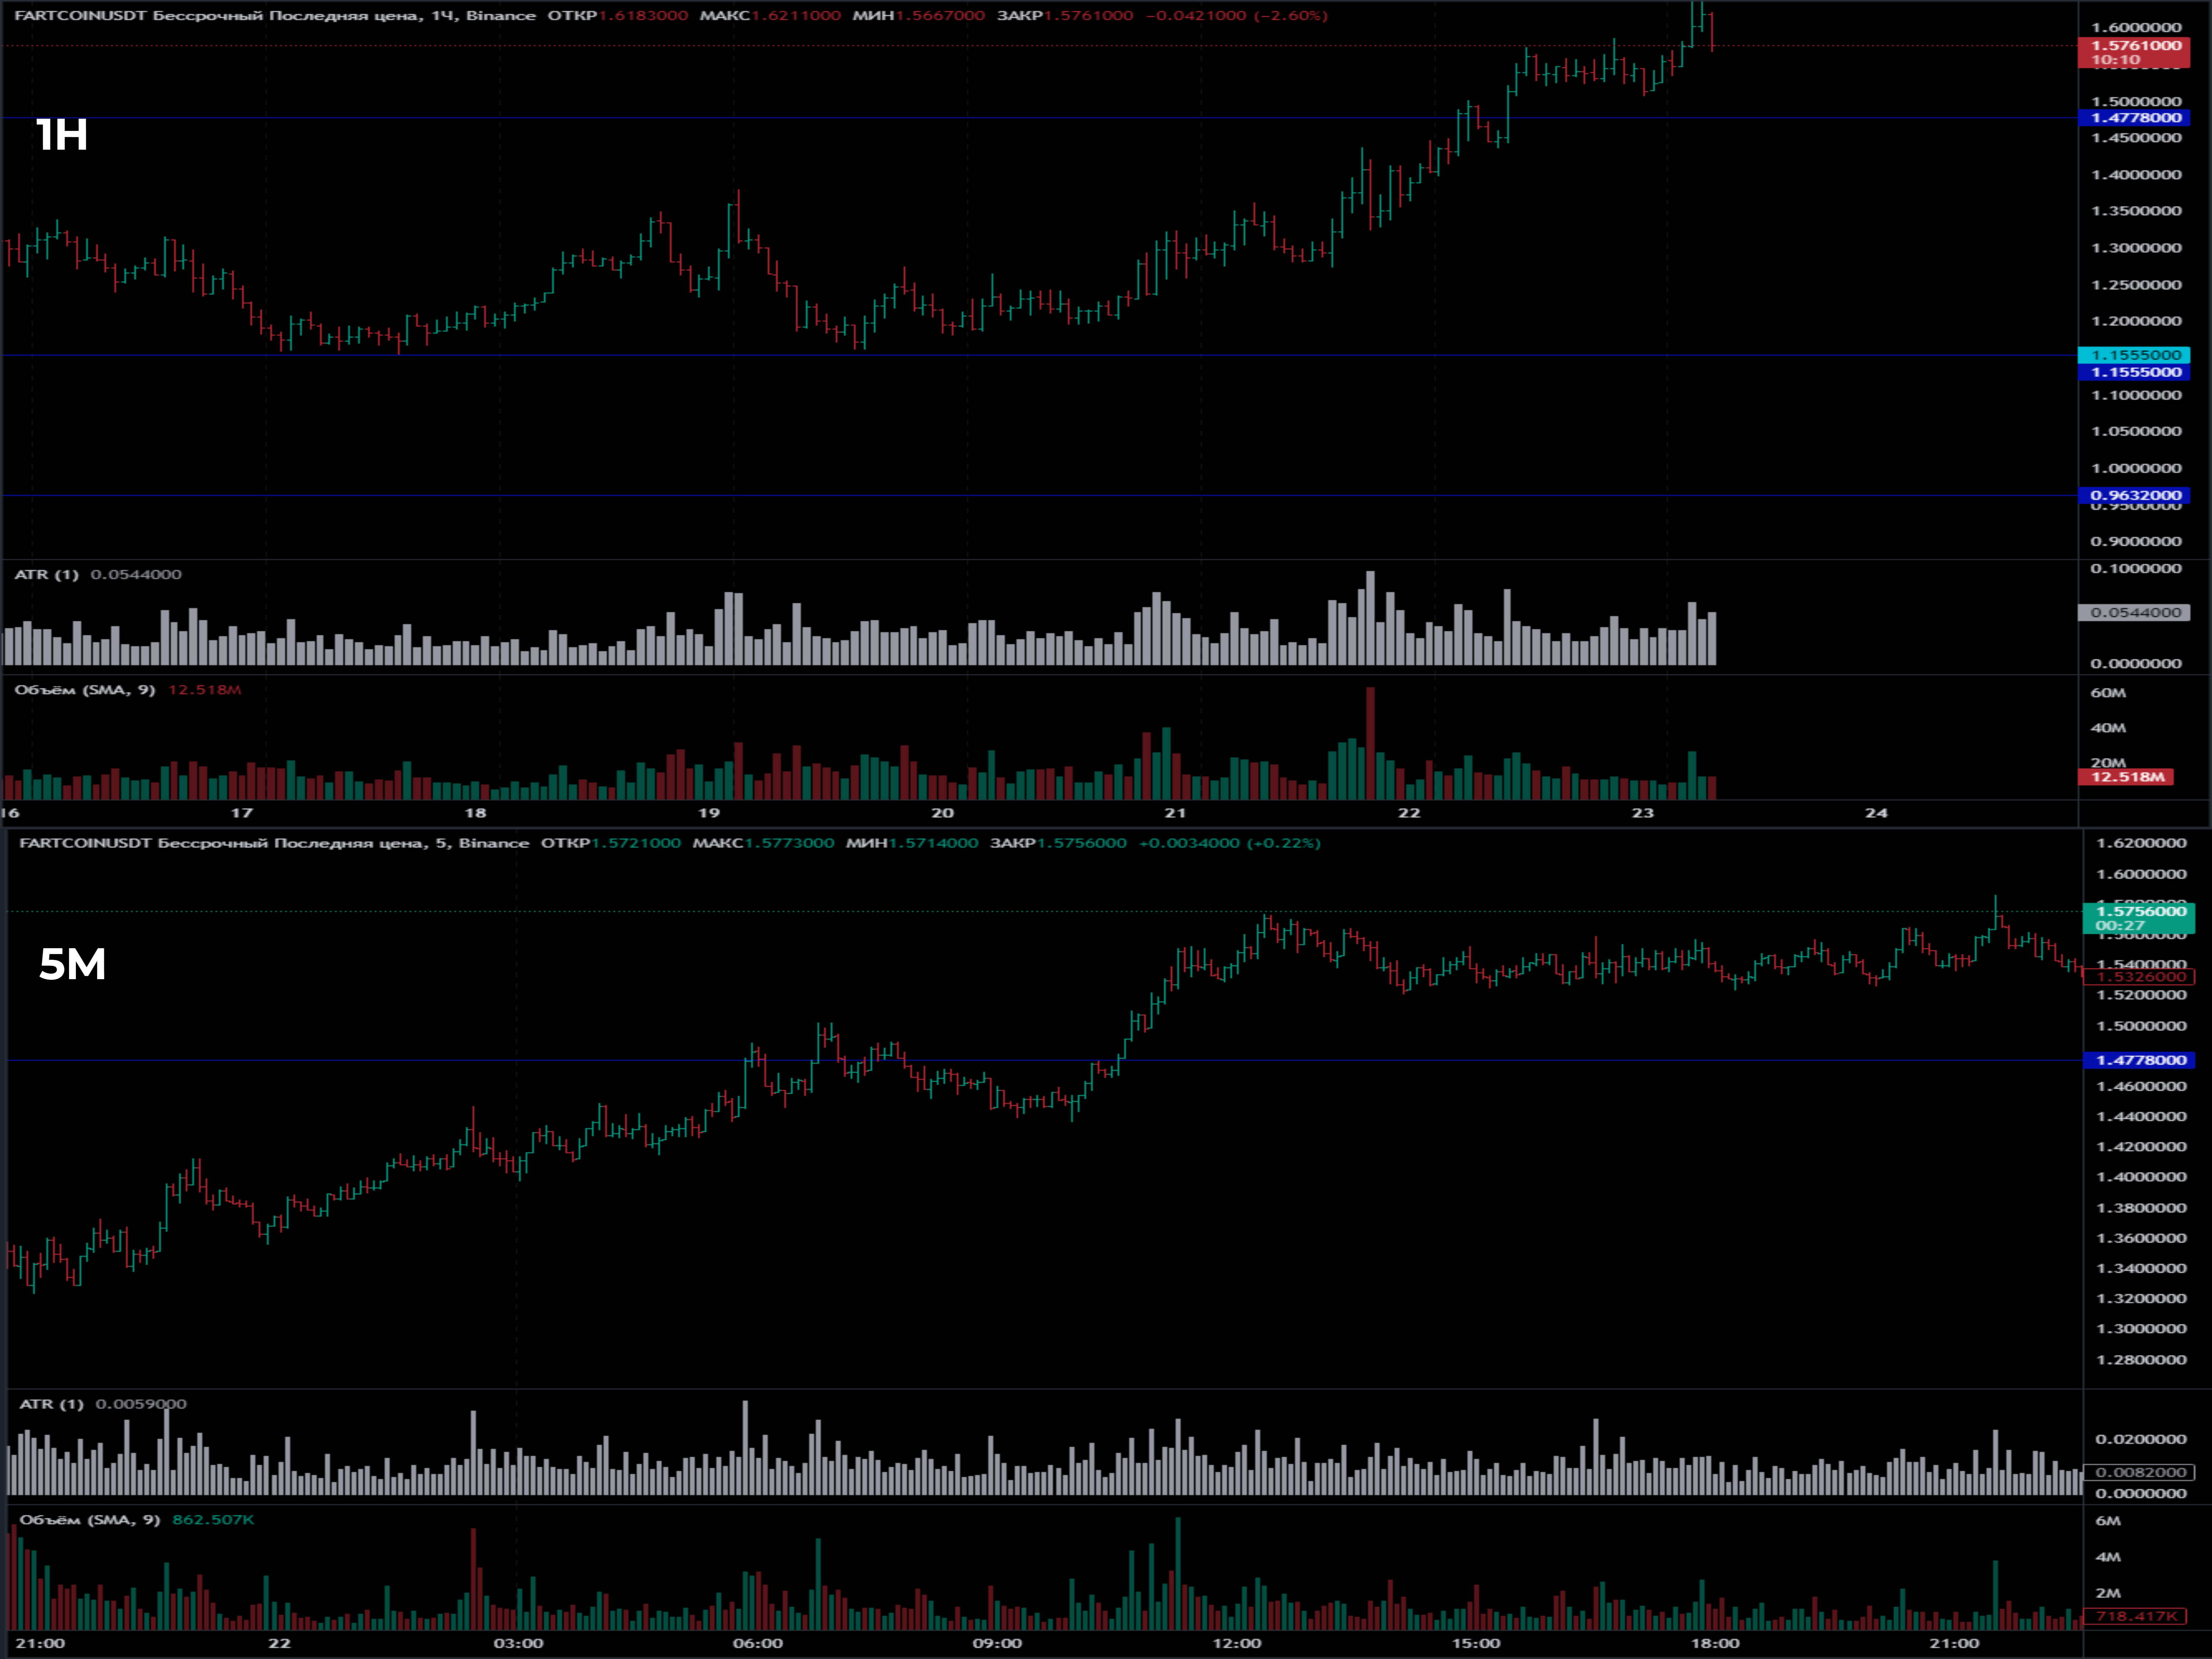 FARTCOINUSDT Бессрочный Последняя цена, 1Ч, Binance ОТКР1.6183000 МАКС1.6211000 МИН1.5667000 ЗАКР1.5761000 −0.0421000 (−2.60%)
1H
1.6000000
1.5761000
10:10
1.5000000
1.4778000
1.4500000
1.4000000
1.3500000
1.3000000
1.2500000
1.2000000
1.1555000
1.1555000
1.1000000
1.0500000
1.0000000
0.9632000
0.9500000
0.9000000
ATR (1) 0.0544000
0.1000000
0.0544000
0.0000000
Объём (SMA, 9) 12.518M
60M
40M
20M
12.518M
16 17 18 19 20 21 22 23 24
FARTCOINUSDT Бессрочный Последняя цена, 5, Binance ОТКР1.5721000 МАКС1.5773000 МИН1.5714000 ЗАКР1.5756000 +0.0034000 (+0.22%)
5M
1.6200000
1.6000000
1.5756000
00:27
1.5400000
1.5326000
1.5200000
1.5000000
1.4778000
1.4600000
1.4400000
1.4200000
1.4000000
1.3800000
1.3600000
1.3400000
1.3200000
1.3000000
1.2800000
ATR (1) 0.0059000
0.0200000
0.0082000
0.0000000
Объём (SMA, 9) 862.507K
6M
4M
2M
718.417K
21:00 22 03:00 06:00 09:00 12:00 15:00 18:00 21:00